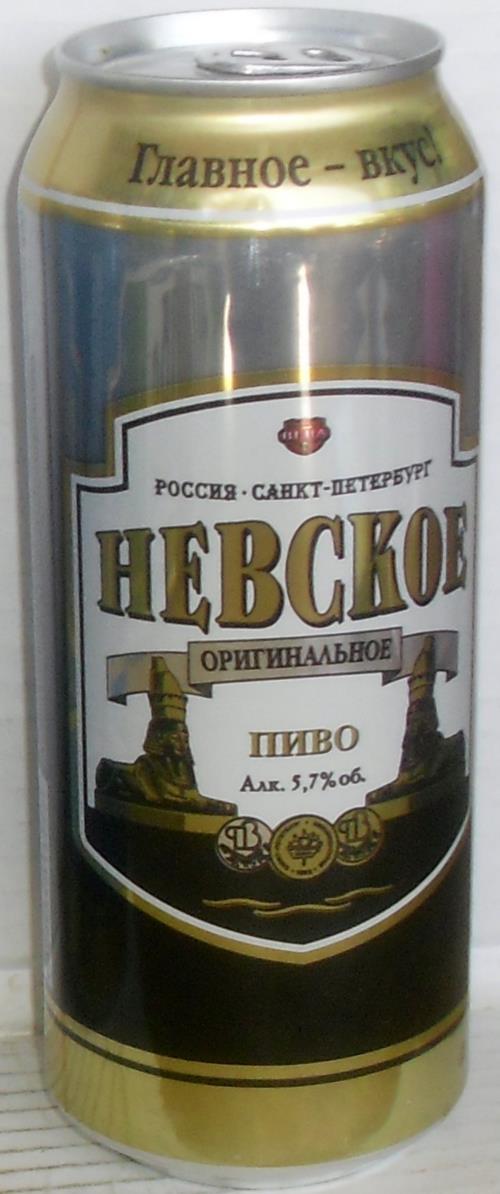 Главное – вкус!
РОССИЯ · САНКТ-ПЕТЕРБУРГ
НЕВСКОЕ
ОРИГИНАЛЬНОЕ
ПИВО
Алк. 5,7% об.